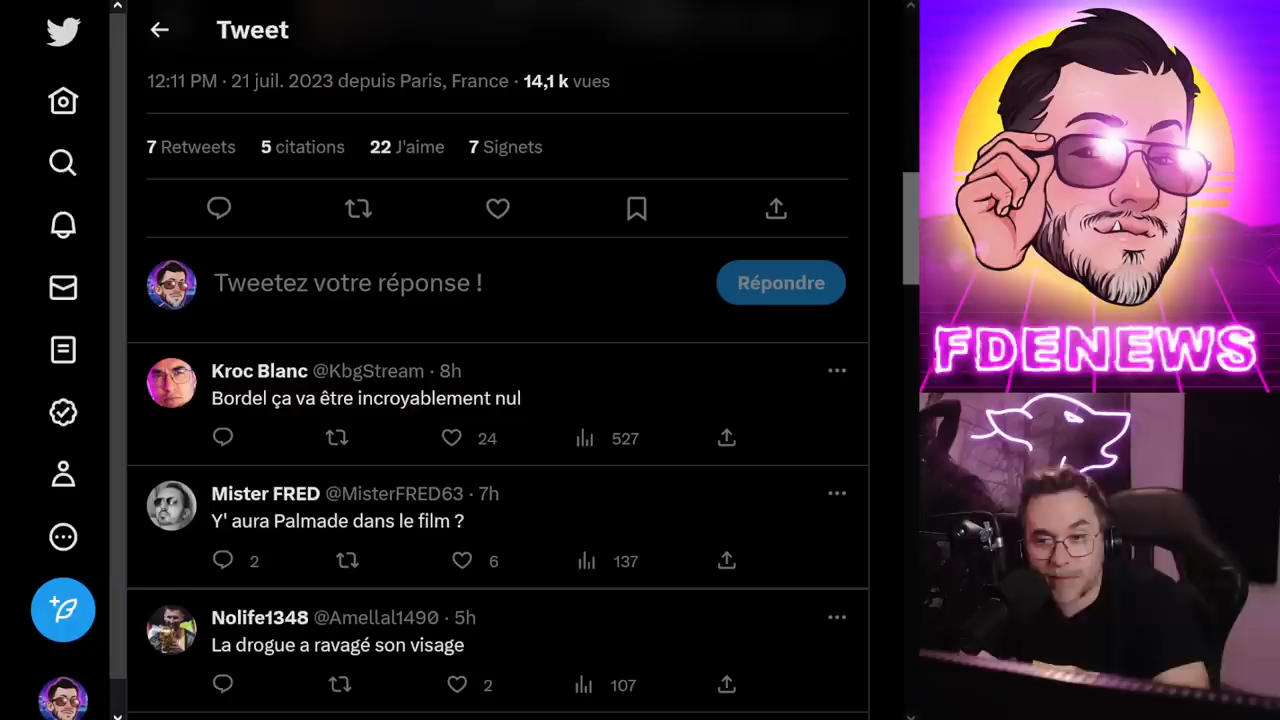 Tweet
12:11 PM · 21 juil. 2023 depuis Paris, France · 14,1 k vues
7 Retweets 5 citations 22 J'aime 7 Signets
Tweetez votre réponse !
Répondre
Kroc Blanc @KbgStream · 8h
Bordel ça va être incroyablement nul
24 527
Mister FRED @MisterFRED63 · 7h
Y' aura Palmade dans le film ?
2 6 137
Nolife1348 @Amellal1490 · 5h
La drogue a ravagé son visage
2 107
FDENEWS